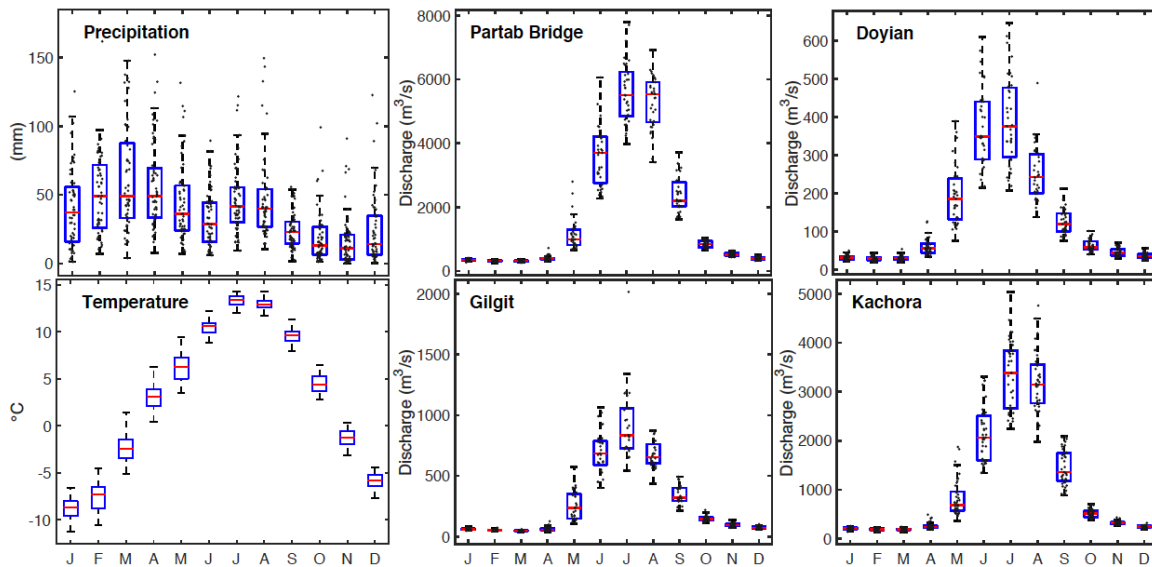 Precipitation
(mm)
150
100
50
0
Partab Bridge
Discharge (m³/s)
8000
6000
4000
2000
0
Doyian
Discharge (m³/s)
600
500
400
300
200
100
0
Temperature
°C
15
10
5
0
-5
-10
J F M A M J J A S O N D
Gilgit
Discharge (m³/s)
2000
1500
1000
500
0
J F M A M J J A S O N D
Kachora
Discharge (m³/s)
5000
4000
3000
2000
1000
0
J F M A M J J A S O N D